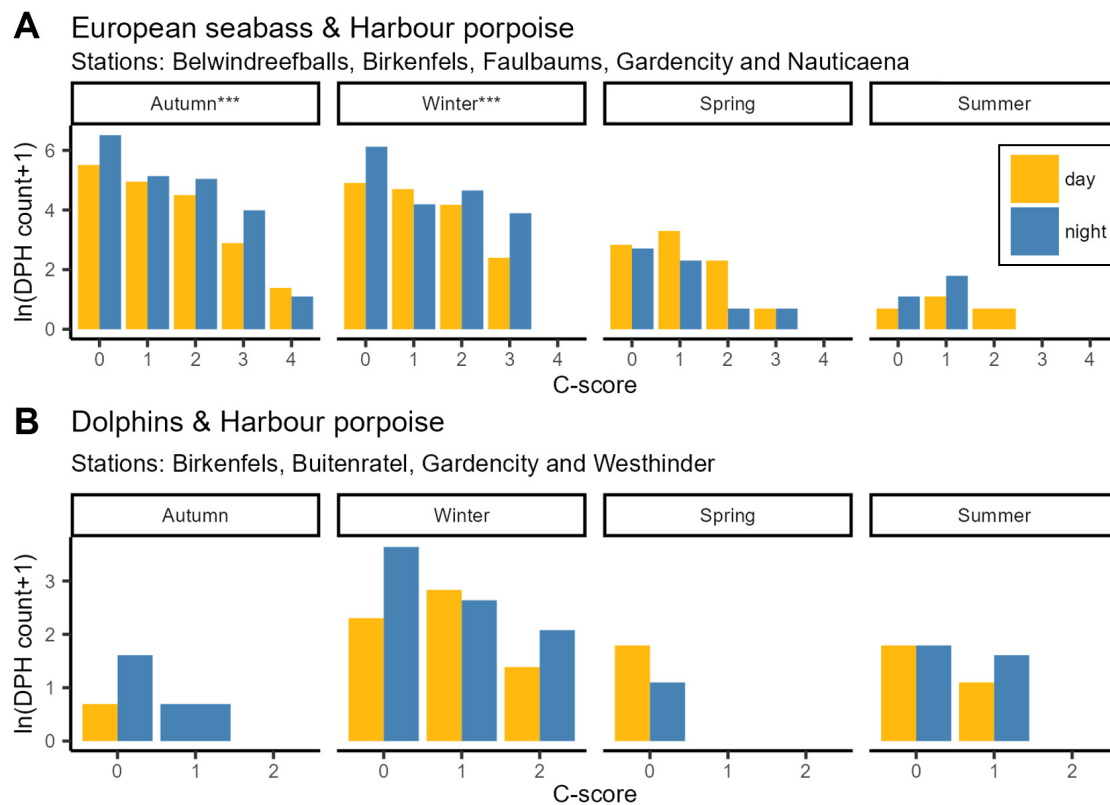 A European seabass & Harbour porpoise
Stations: Belwindreefballs, Birkenfels, Faulbaums, Gardencity and Nauticaena
Autumn*** Winter*** Spring Summer
ln(DPH count+1)
6
4
2
0
day
night
0 1 2 3 4 0 1 2 3 4 0 1 2 3 4 0 1 2 3 4
C-score
B Dolphins & Harbour porpoise
Stations: Birkenfels, Buitenratel, Gardencity and Westhinder
Autumn Winter Spring Summer
ln(DPH count+1)
3
2
1
0
0 1 2 0 1 2 0 1 2 0 1 2
C-score